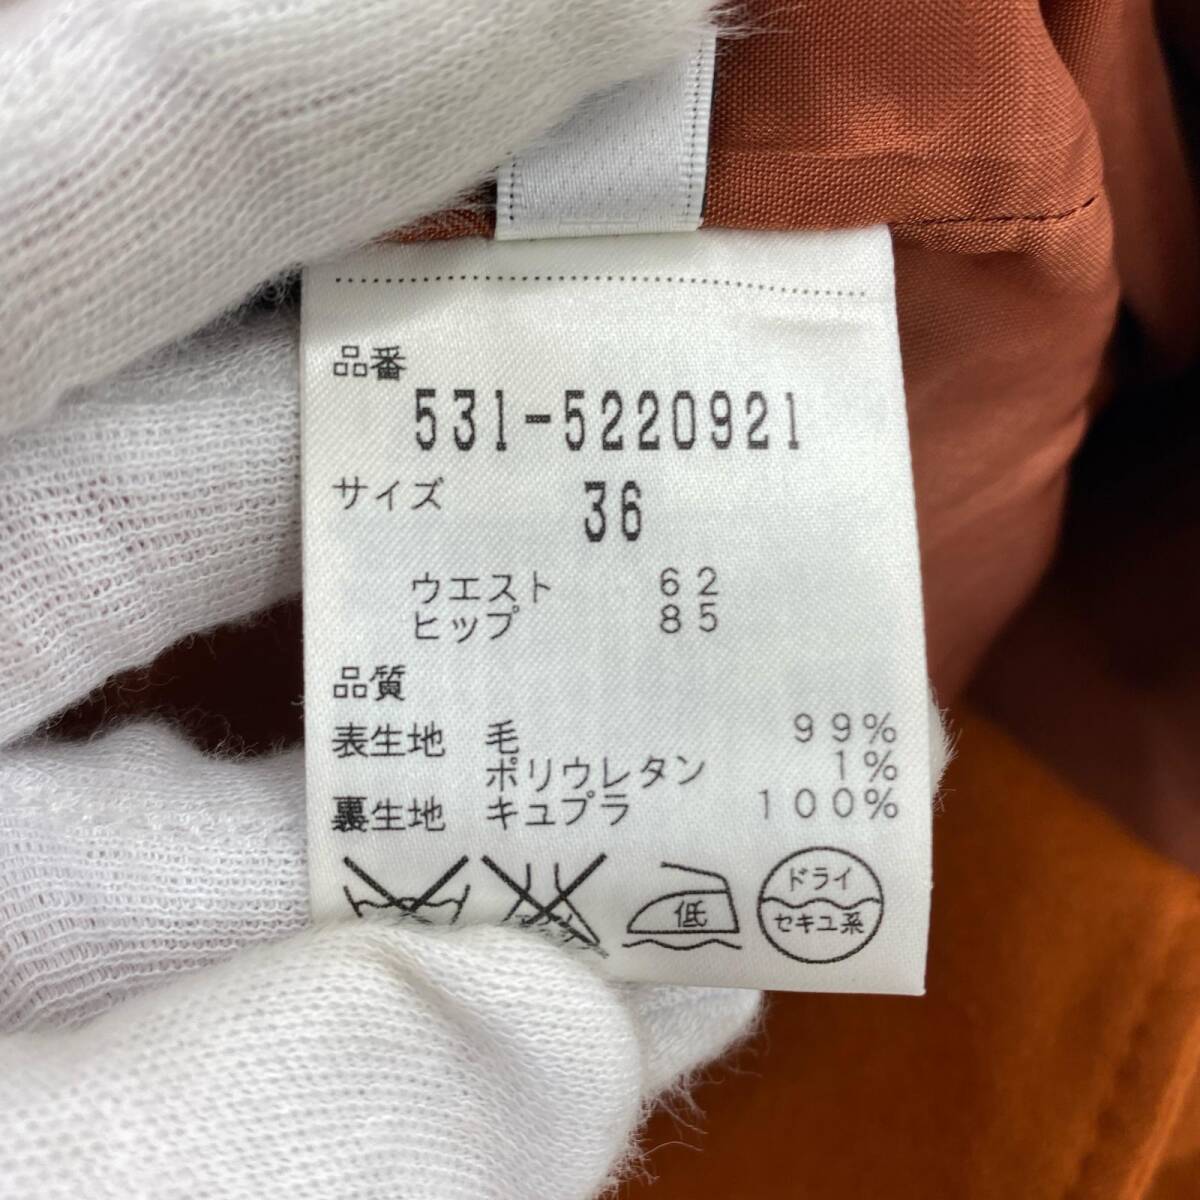 品番
531-5220921
サイズ 36
ウエスト 62
ヒップ 85
品質
表生地 毛 99%
ポリウレタン 1%
裏生地 キュプラ 100%
低
ドライ
セキユ系